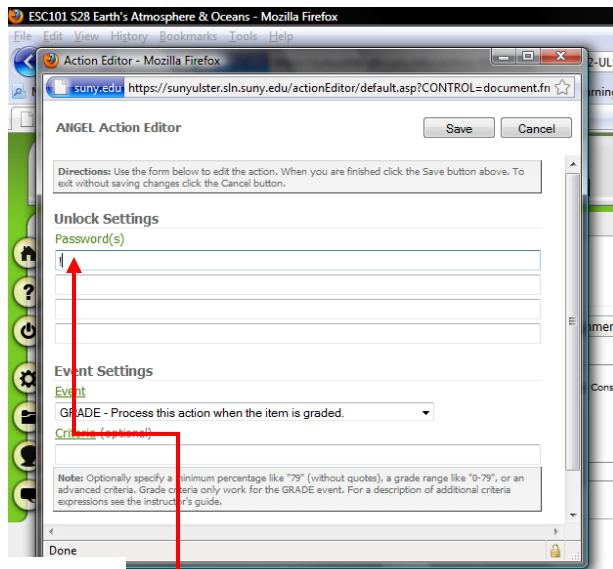 ESC101 S28 Earth's Atmosphere & Oceans - Mozilla Firefox
File Edit View History Bookmarks Tools Help
Action Editor - Mozilla Firefox
suny.edu https://sunyulster.sln.suny.edu/actionEditor/default.asp?CONTROL=document.fr
ANGEL Action Editor
Save Cancel
Directions: Use the form below to edit the action. When you are finished click the Save button above. To
exit without saving changes click the Cancel button.
Unlock Settings
Password(s)
!
Event Settings
Event
GRADE - Process this action when the item is graded.
Criteria (optional)
Note: Optionally specify a minimum percentage like "79" (without quotes), a grade range like "0-79", or an
advanced criteria. Grade criteria only work for the GRADE event. For a description of additional criteria
expressions see the instructor's guide.
Done